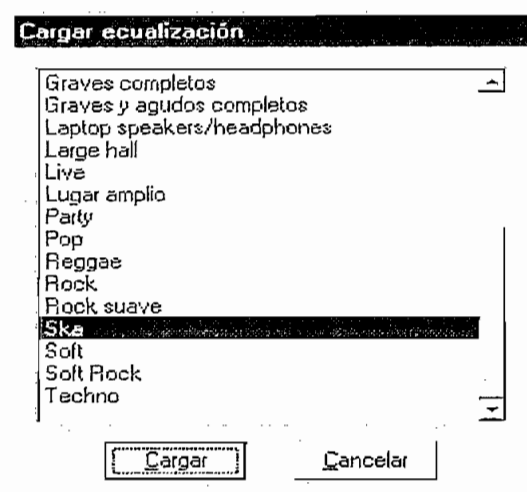 Cargar ecualización
Graves completos
Graves y agudos completos
Laptop speakers/headphones
Large hall
Live
Lugar amplio
Party
Pop
Reggae
Rock
Rock suave
Ska
Soft
Soft Rock
Techno
Cargar
Cancelar